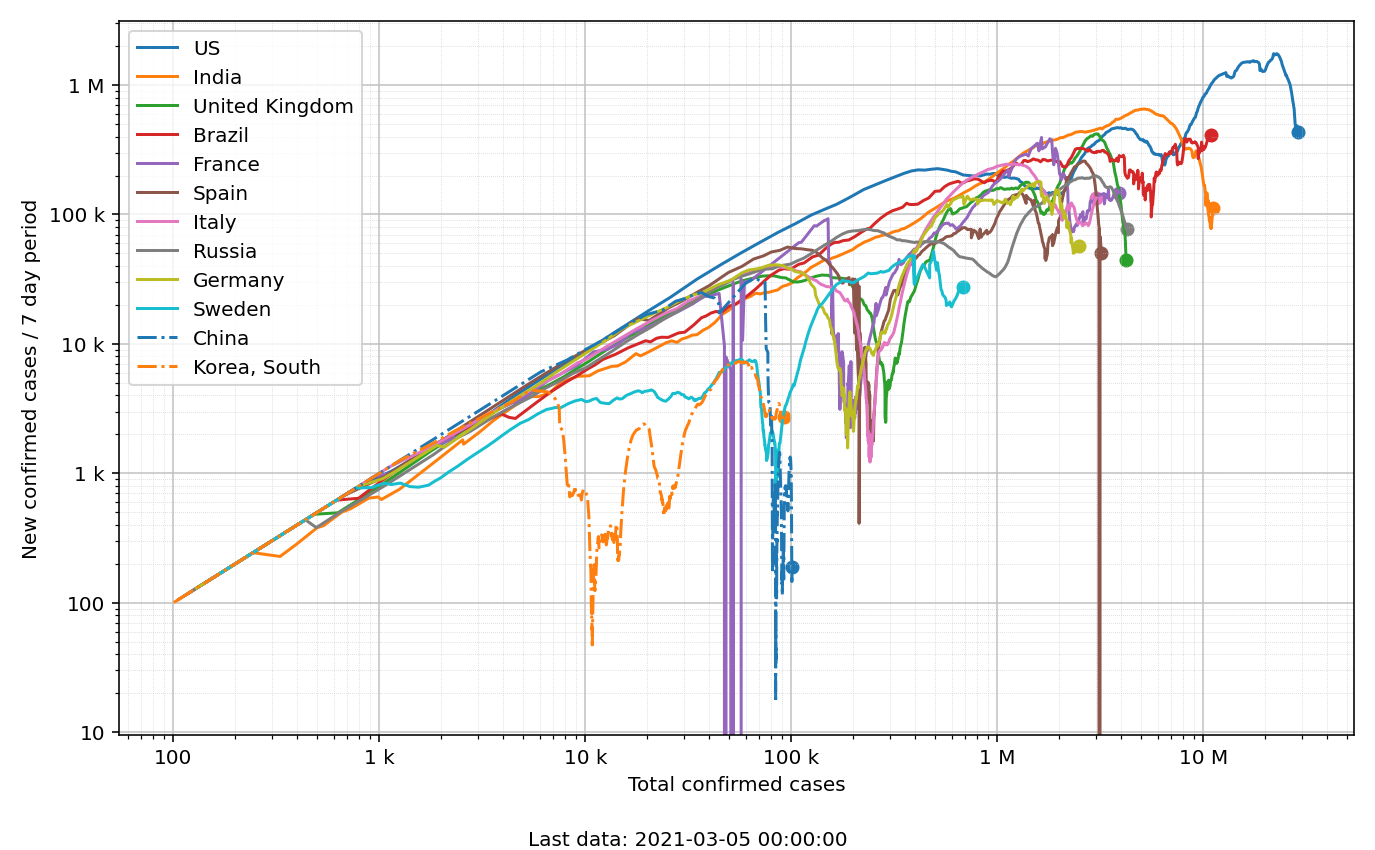 US
India
United Kingdom
Brazil
France
Spain
Italy
Russia
Germany
Sweden
China
Korea, South
1 M
100 k
10 k
1 k
100
10
New confirmed cases / 7 day period
100
1 k
10 k
100 k
1 M
10 M
Total confirmed cases
Last data: 2021-03-05 00:00:00